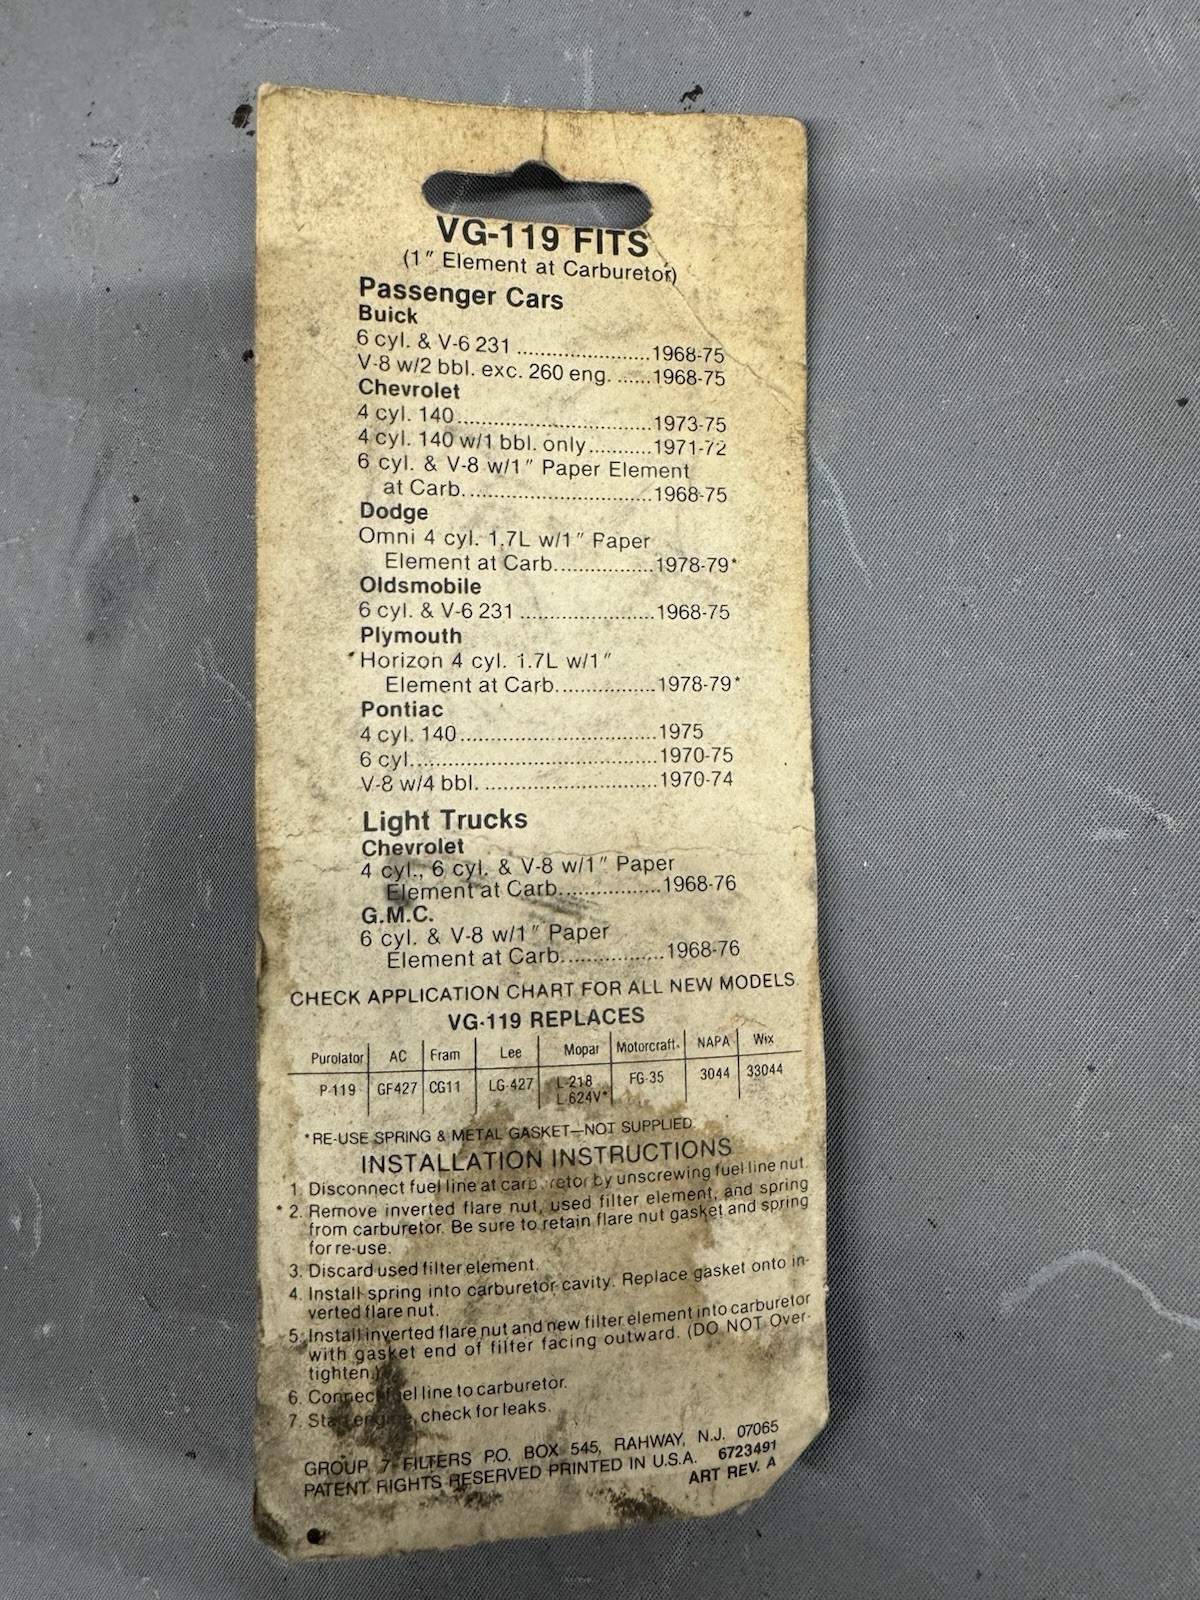 VG-119 FITS
(1" Element at Carburetor)
Passenger Cars
Buick
6 cyl. & V-6 231 ......................1968-75
V-8 w/2 bbl. exc. 260 eng. ......1968-75
Chevrolet
4 cyl. 140................................1973-75
4 cyl. 140 w/1 bbl. only...........1971-72
6 cyl. & V-8 w/1" Paper Element
at Carb...............................1968-75
Dodge
Omni 4 cyl. 1.7L w/1" Paper
Element at Carb.................1978-79*
Oldsmobile
6 cyl. & V-6 231 ......................1968-75
Plymouth
Horizon 4 cyl. 1.7L w/1"
Element at Carb.................1978-79*
Pontiac
4 cyl. 140.................................1975
6 cyl.........................................1970-75
V-8 w/4 bbl. .............................1970-74
Light Trucks
Chevrolet
4 cyl., 6 cyl. & V-8 w/1" Paper
Element at Carb.................1968-76
G.M.C.
6 cyl. & V-8 w/1" Paper
Element at Carb.................1968-76
CHECK APPLICATION CHART FOR ALL NEW MODELS.
VG-119 REPLACES
Purolator AC Fram Lee Mopar Motorcraft NAPA Wix
P-119 GF427 CG11 LG-427 L-218 FG-35 3044 33044
L-624V*
*RE-USE SPRING & METAL GASKET—NOT SUPPLIED.
INSTALLATION INSTRUCTIONS
1. Disconnect fuel line at carburetor by unscrewing fuel line nut.
*2. Remove inverted flare nut, used filter element, and spring
from carburetor. Be sure to retain flare nut gasket and spring
for re-use.
3. Discard used filter element.
4. Install spring into carburetor cavity. Replace gasket onto in-
verted flare nut.
5. Install inverted flare nut and new filter element into carburetor
with gasket end of filter facing outward. (DO NOT Over-
tighten.)
6. Connect fuel line to carburetor.
7. Start engine, check for leaks.
GROUP 7 FILTERS P.O. BOX 545, RAHWAY, N.J. 07065
PATENT RIGHTS RESERVED PRINTED IN U.S.A. 6723491
ART REV. A